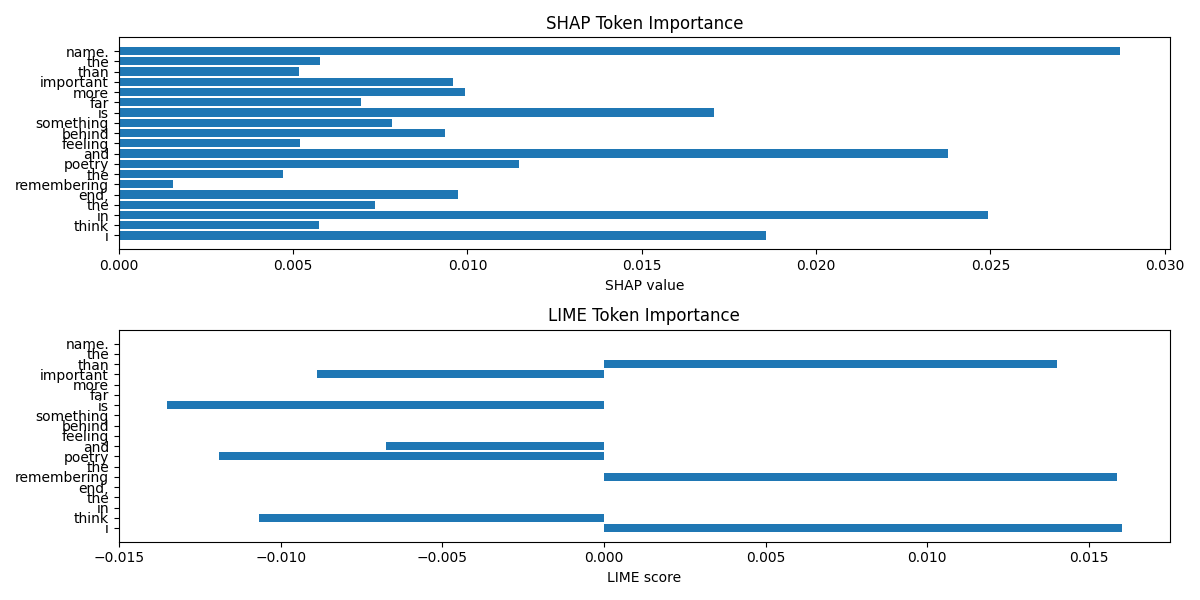 SHAP Token Importance
name.
the
than
important
more
far
is
something
behind
feeling
and
poetry
the
remembering
end,
the
in
think
i
0.000 0.005 0.010 0.015 0.020 0.025 0.030
SHAP value
LIME Token Importance
name.
the
than
important
more
far
is
something
behind
feeling
and
poetry
the
remembering
end,
the
in
think
i
−0.015 −0.010 −0.005 0.000 0.005 0.010 0.015
LIME score